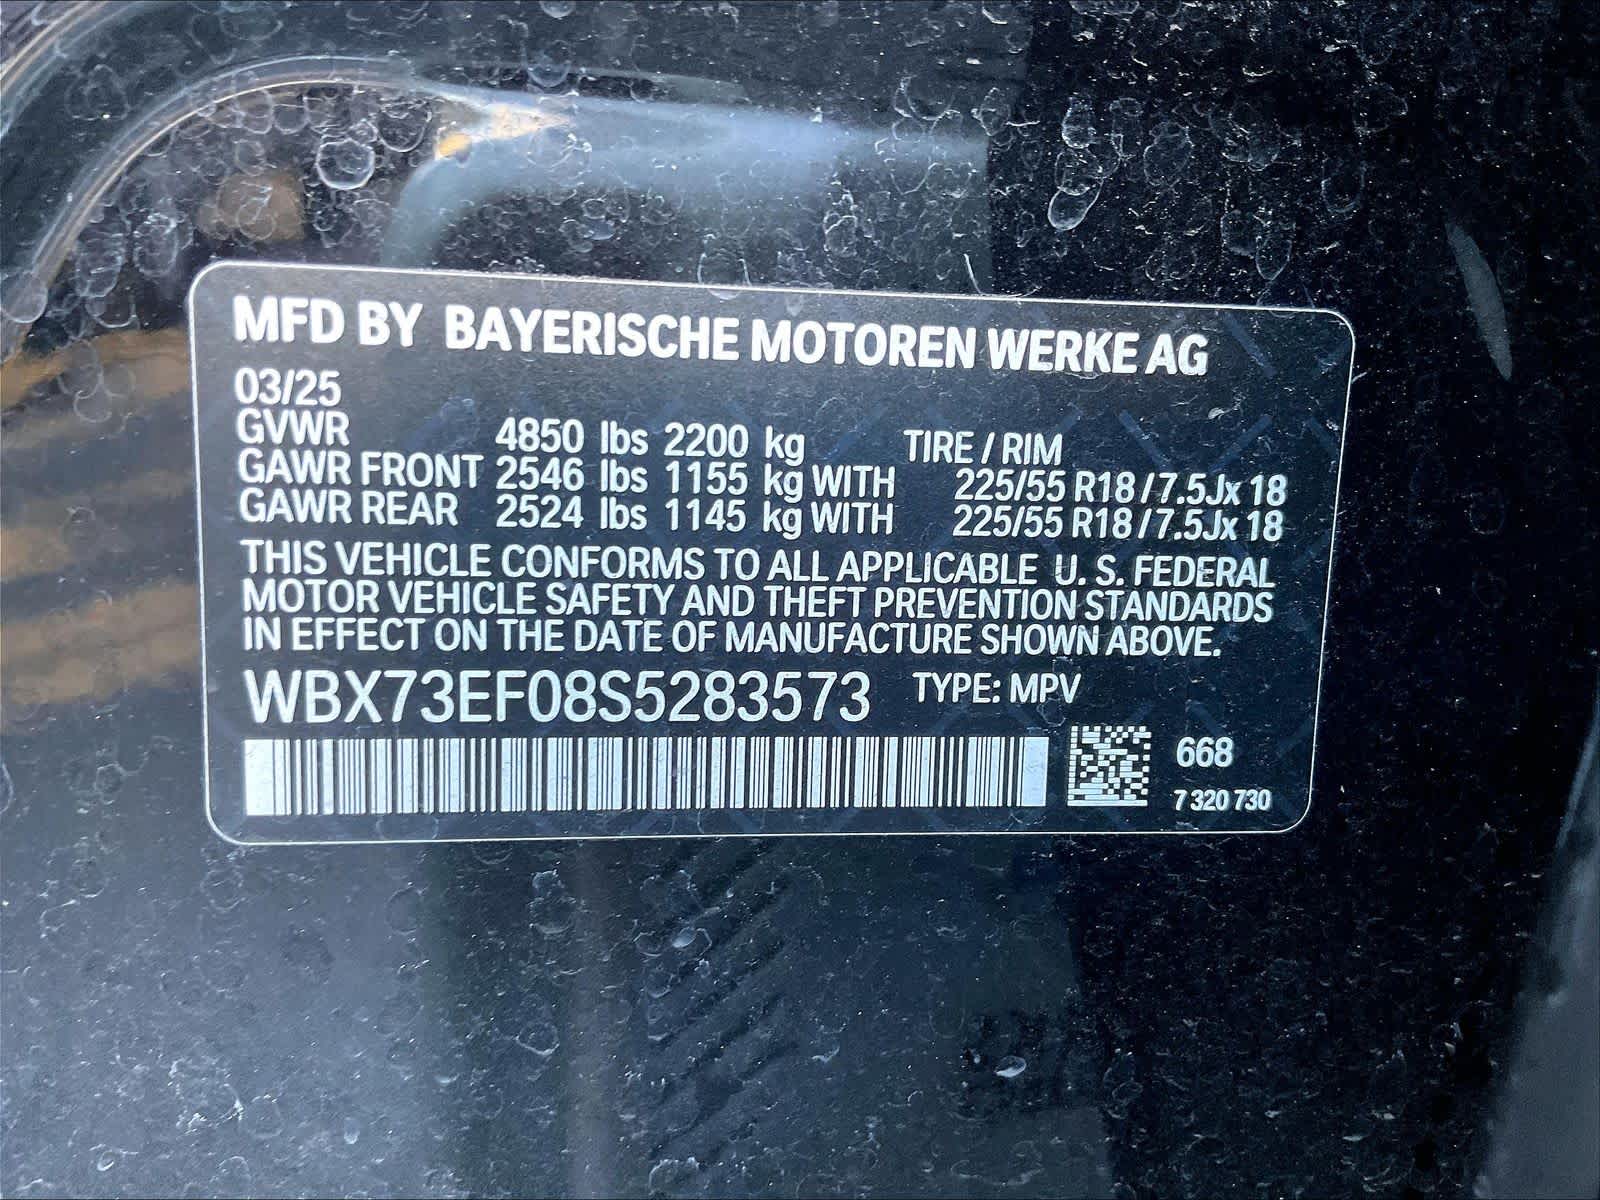 MFD BY BAYERISCHE MOTOREN WERKE AG
03/25
GVWR 4850 lbs 2200 kg TIRE / RIM
GAWR FRONT 2546 lbs 1155 kg WITH 225/55 R18 / 7.5Jx 18
GAWR REAR 2524 lbs 1145 kg WITH 225/55 R18 / 7.5Jx 18
THIS VEHICLE CONFORMS TO ALL APPLICABLE U. S. FEDERAL
MOTOR VEHICLE SAFETY AND THEFT PREVENTION STANDARDS
IN EFFECT ON THE DATE OF MANUFACTURE SHOWN ABOVE.
WBX73EF08S5283573 TYPE: MPV
668
7 320 730